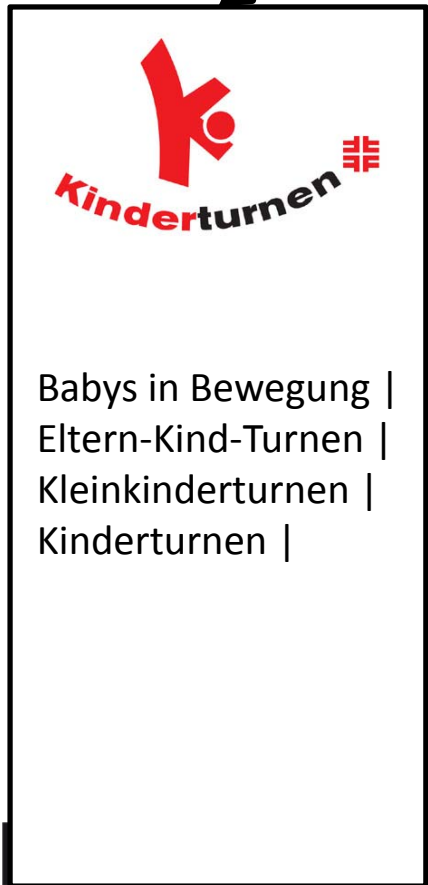 Kinderturnen
Babys in Bewegung |
Eltern-Kind-Turnen |
Kleinkinderturnen |
Kinderturnen |